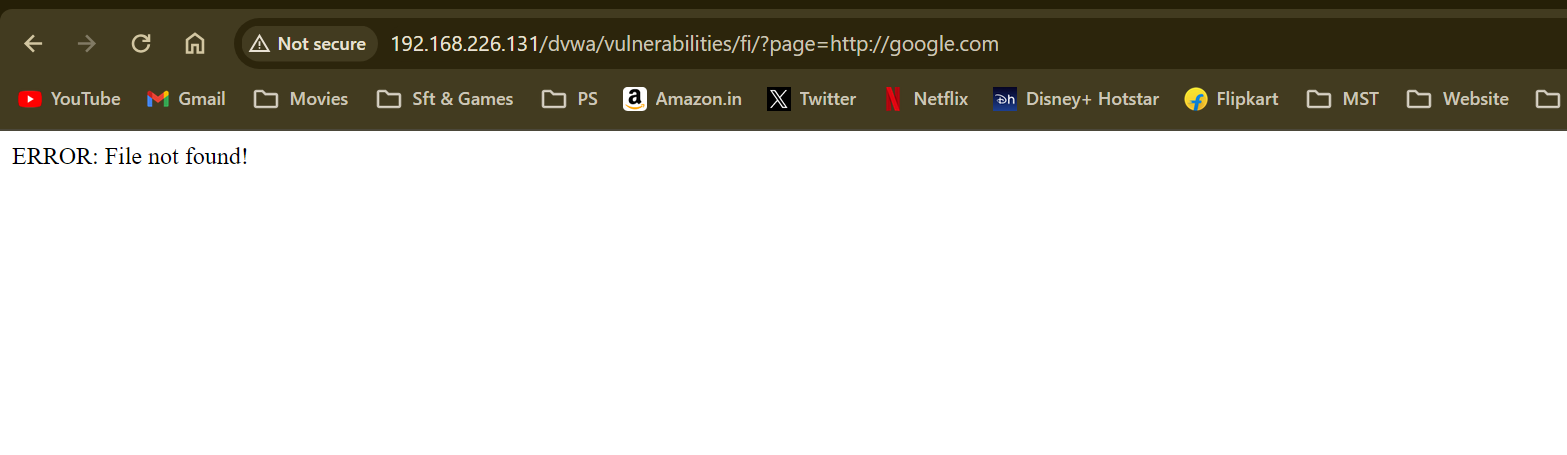 Not secure 192.168.226.131/dvwa/vulnerabilities/fi/?page=http://google.com
YouTube Gmail Movies Sft & Games PS a Amazon.in X Twitter N Netflix Dh Disney+ Hotstar f Flipkart MST Website
ERROR: File not found!